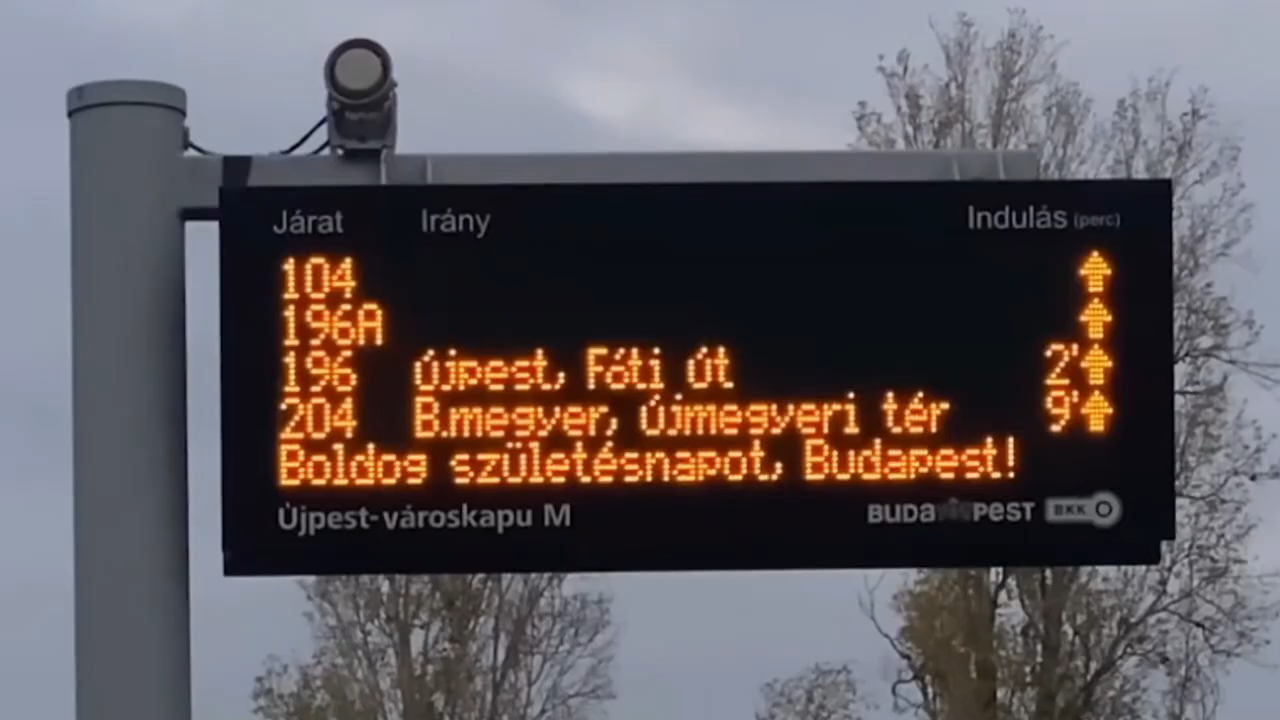 Járat Irány Indulás (perc)
104 ↑
196A ↑
196 Újpest, Fóti út 2'↑
204 B.megyer, Újmegyeri tér 9'↑
Boldog születésnapot, Budapest!
Újpest-városkapu M BUDAPEST BKK